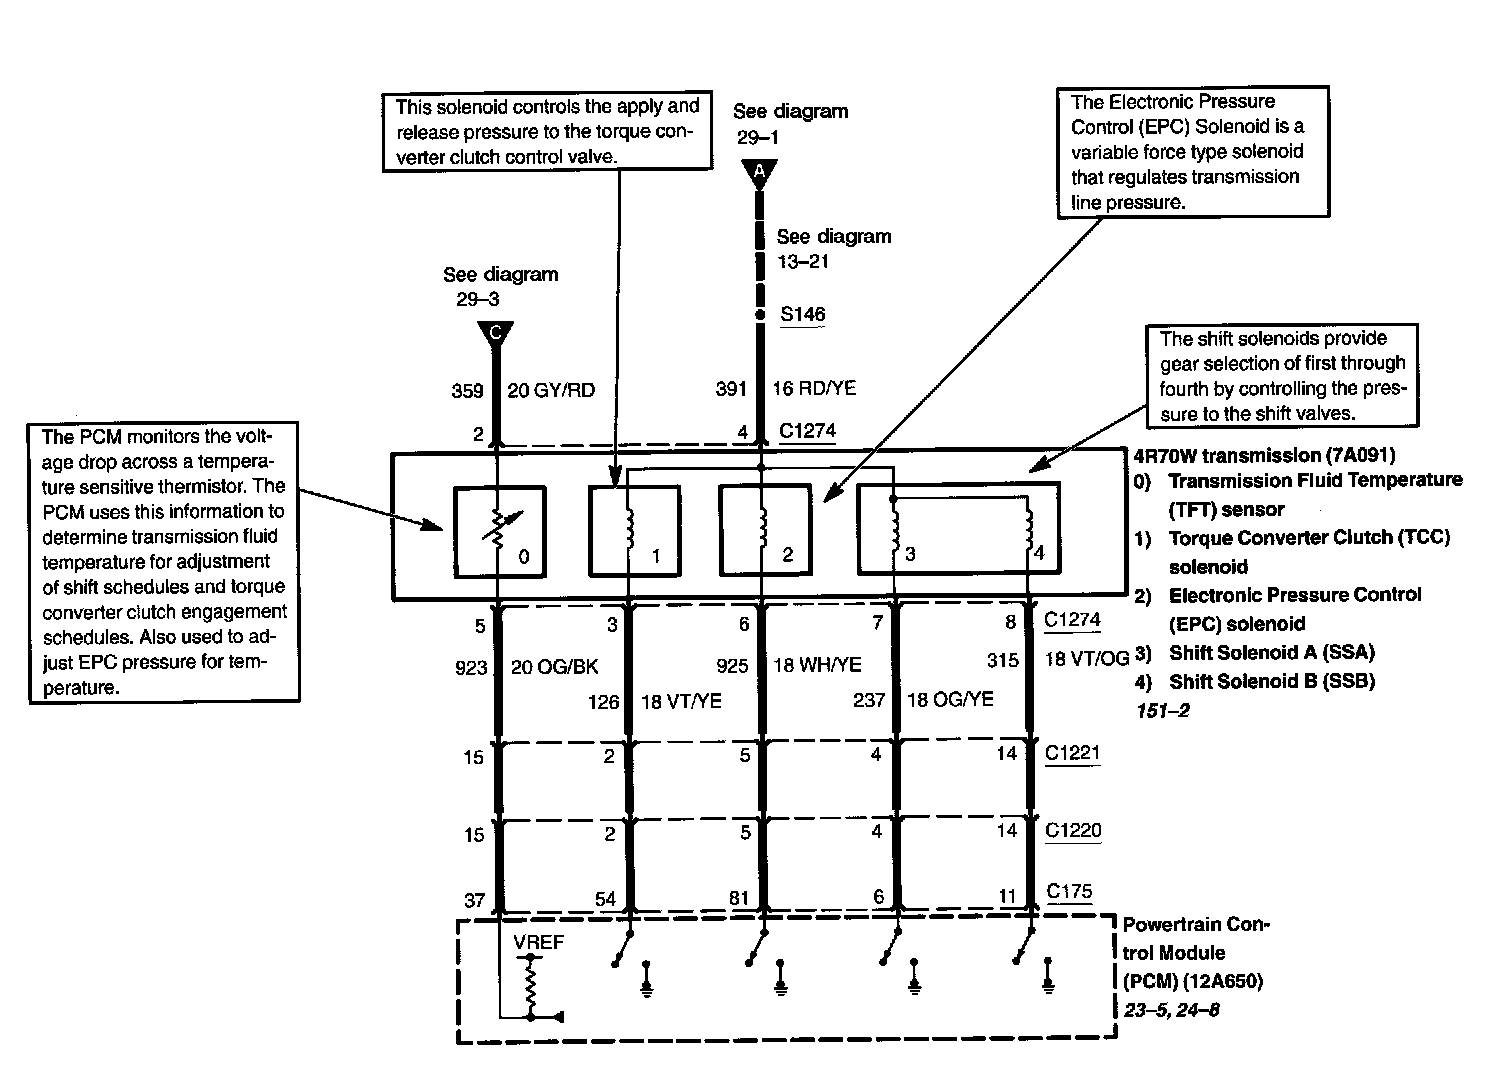 This solenoid controls the apply and
release pressure to the torque con-
verter clutch control valve.
See diagram
29–1
A
The Electronic Pressure
Control (EPC) Solenoid is a
variable force type solenoid
that regulates transmission
line pressure.
See diagram
13–21
See diagram
29–3
C
S146
The shift solenoids provide
gear selection of first through
fourth by controlling the pres-
sure to the shift valves.
359 20 GY/RD
391 16 RD/YE
2 4 C1274
The PCM monitors the volt-
age drop across a tempera-
ture sensitive thermistor. The
PCM uses this information to
determine transmission fluid
temperature for adjustment
of shift schedules and torque
converter clutch engagement
schedules. Also used to ad-
just EPC pressure for tem-
perature.
0 1 2 3 4
4R70W transmission (7A091)
0) Transmission Fluid Temperature
(TFT) sensor
1) Torque Converter Clutch (TCC)
solenoid
2) Electronic Pressure Control
(EPC) solenoid
3) Shift Solenoid A (SSA)
4) Shift Solenoid B (SSB)
151–2
5 3 6 7 8 C1274
923 20 OG/BK 925 18 WH/YE 315 18 VT/OG
126 18 VT/YE 237 18 OG/YE
15 2 5 4 14 C1221
15 2 5 4 14 C1220
37 54 81 6 11 C175
VREF
Powertrain Con-
trol Module
(PCM) (12A650)
23–5, 24–8